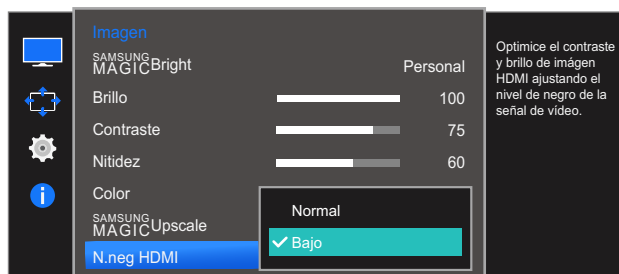 Imagen
SAMSUNG
MAGICBright Personal
Brillo 100
Contraste 75
Nitidez 60
Color
SAMSUNG
MAGICUpscale
N.neg HDMI
Normal
Bajo
Optimice el contraste
y brillo de imágen
HDMI ajustando el
nivel de negro de la
señal de vídeo.